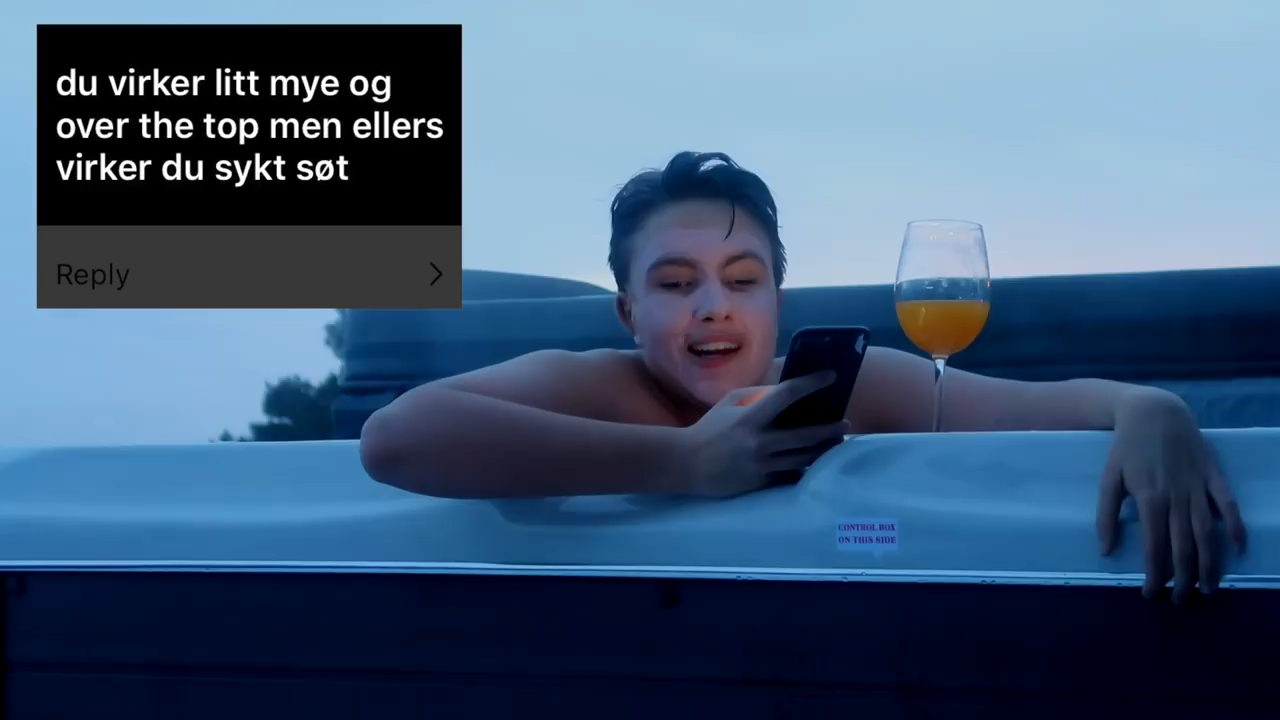 du virker litt mye og
over the top men ellers
virker du sykt søt
Reply
CONTROL BOX
ON THIS SIDE